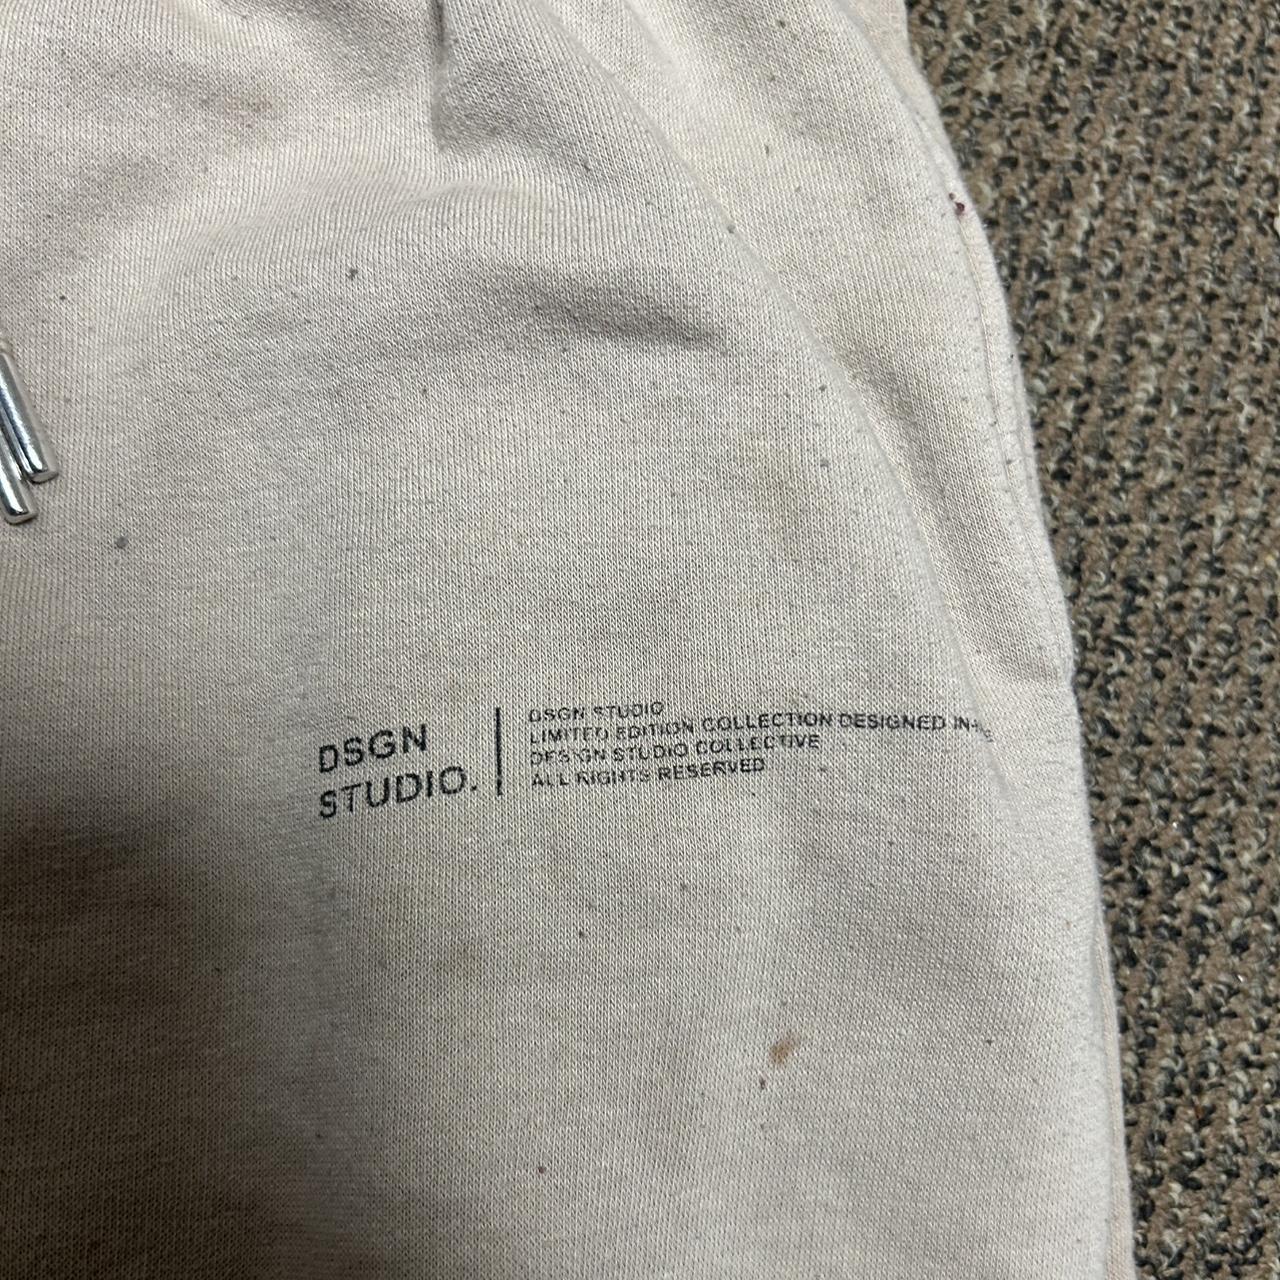 DSGN
STUDIO.
DSGN STUDIO
LIMITED EDITION COLLECTION DESIGNED IN-
DESIGN STUDIO COLLECTIVE
ALL RIGHTS RESERVED